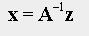 x = A⁻¹z